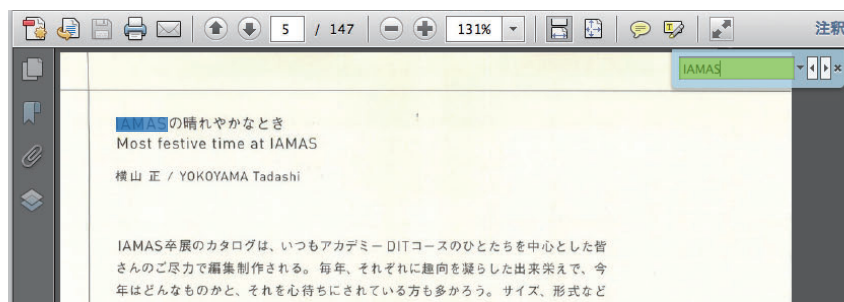 5 / 147
131%
注釈
IAMAS
IAMASの晴れやかなとき
Most festive time at IAMAS
横山 正 / YOKOYAMA Tadashi
IAMAS卒展のカタログは、いつもアカデミーDITコースのひとたちを中心とした皆
さんのご尽力で編集制作される。毎年、それぞれに趣向を凝らした出来栄えで、今
年はどんなものかと、それを心待ちにされている方も多かろう。サイズ、形式など